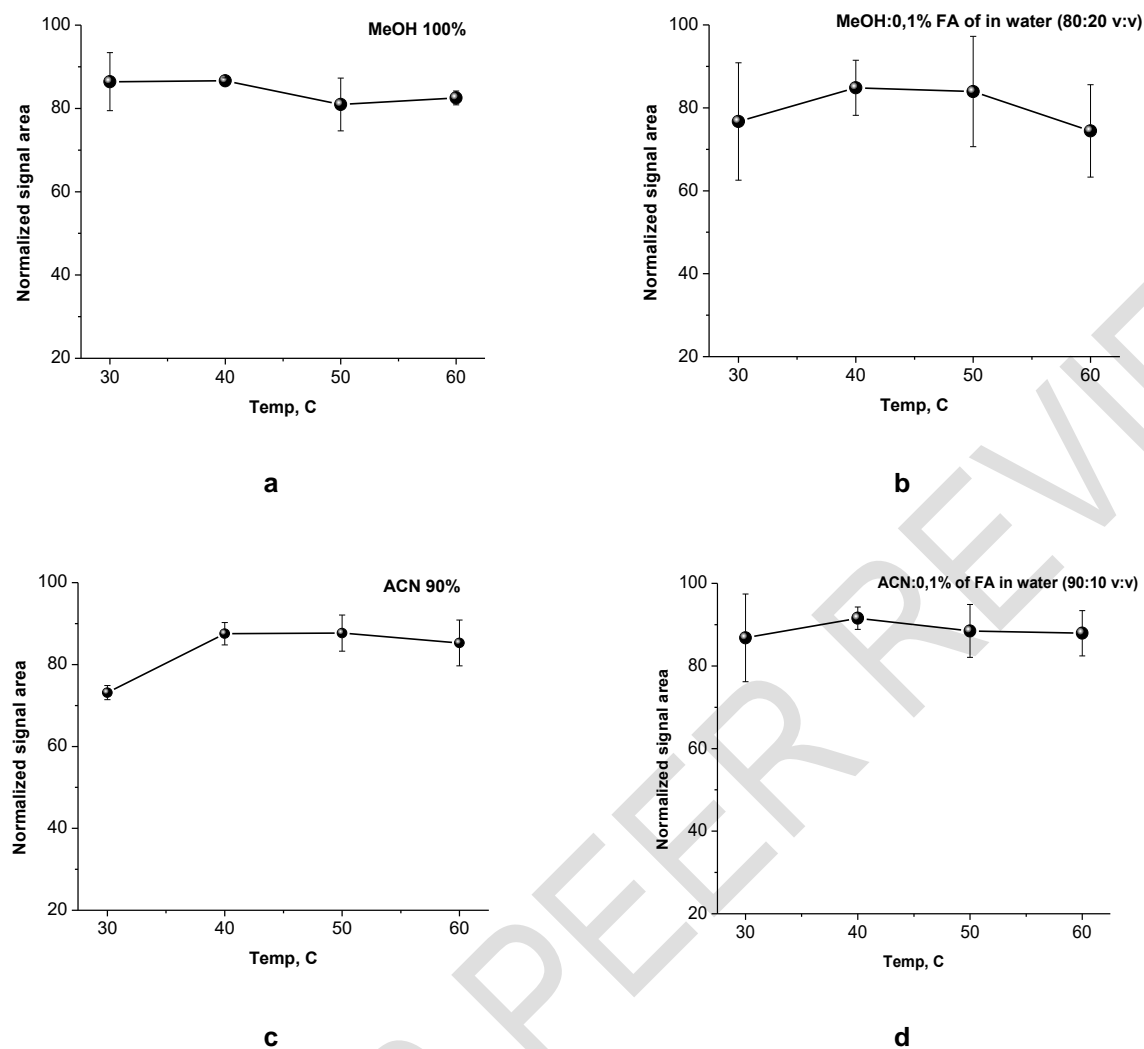 MeOH 100%
100
80
60
40
20
Normalized signal area
30 40 50 60
Temp, C
a
MeOH:0,1% FA of in water (80:20 v:v)
100
80
60
40
20
Normalized signal area
30 40 50 60
Temp, C
b
ACN 90%
100
80
60
40
20
Normalized signal area
30 40 50 60
Temp, C
c
ACN:0,1% of FA in water (90:10 v:v)
100
80
60
40
20
Normalized signal area
30 40 50 60
Temp, C
d
PEER REVIE